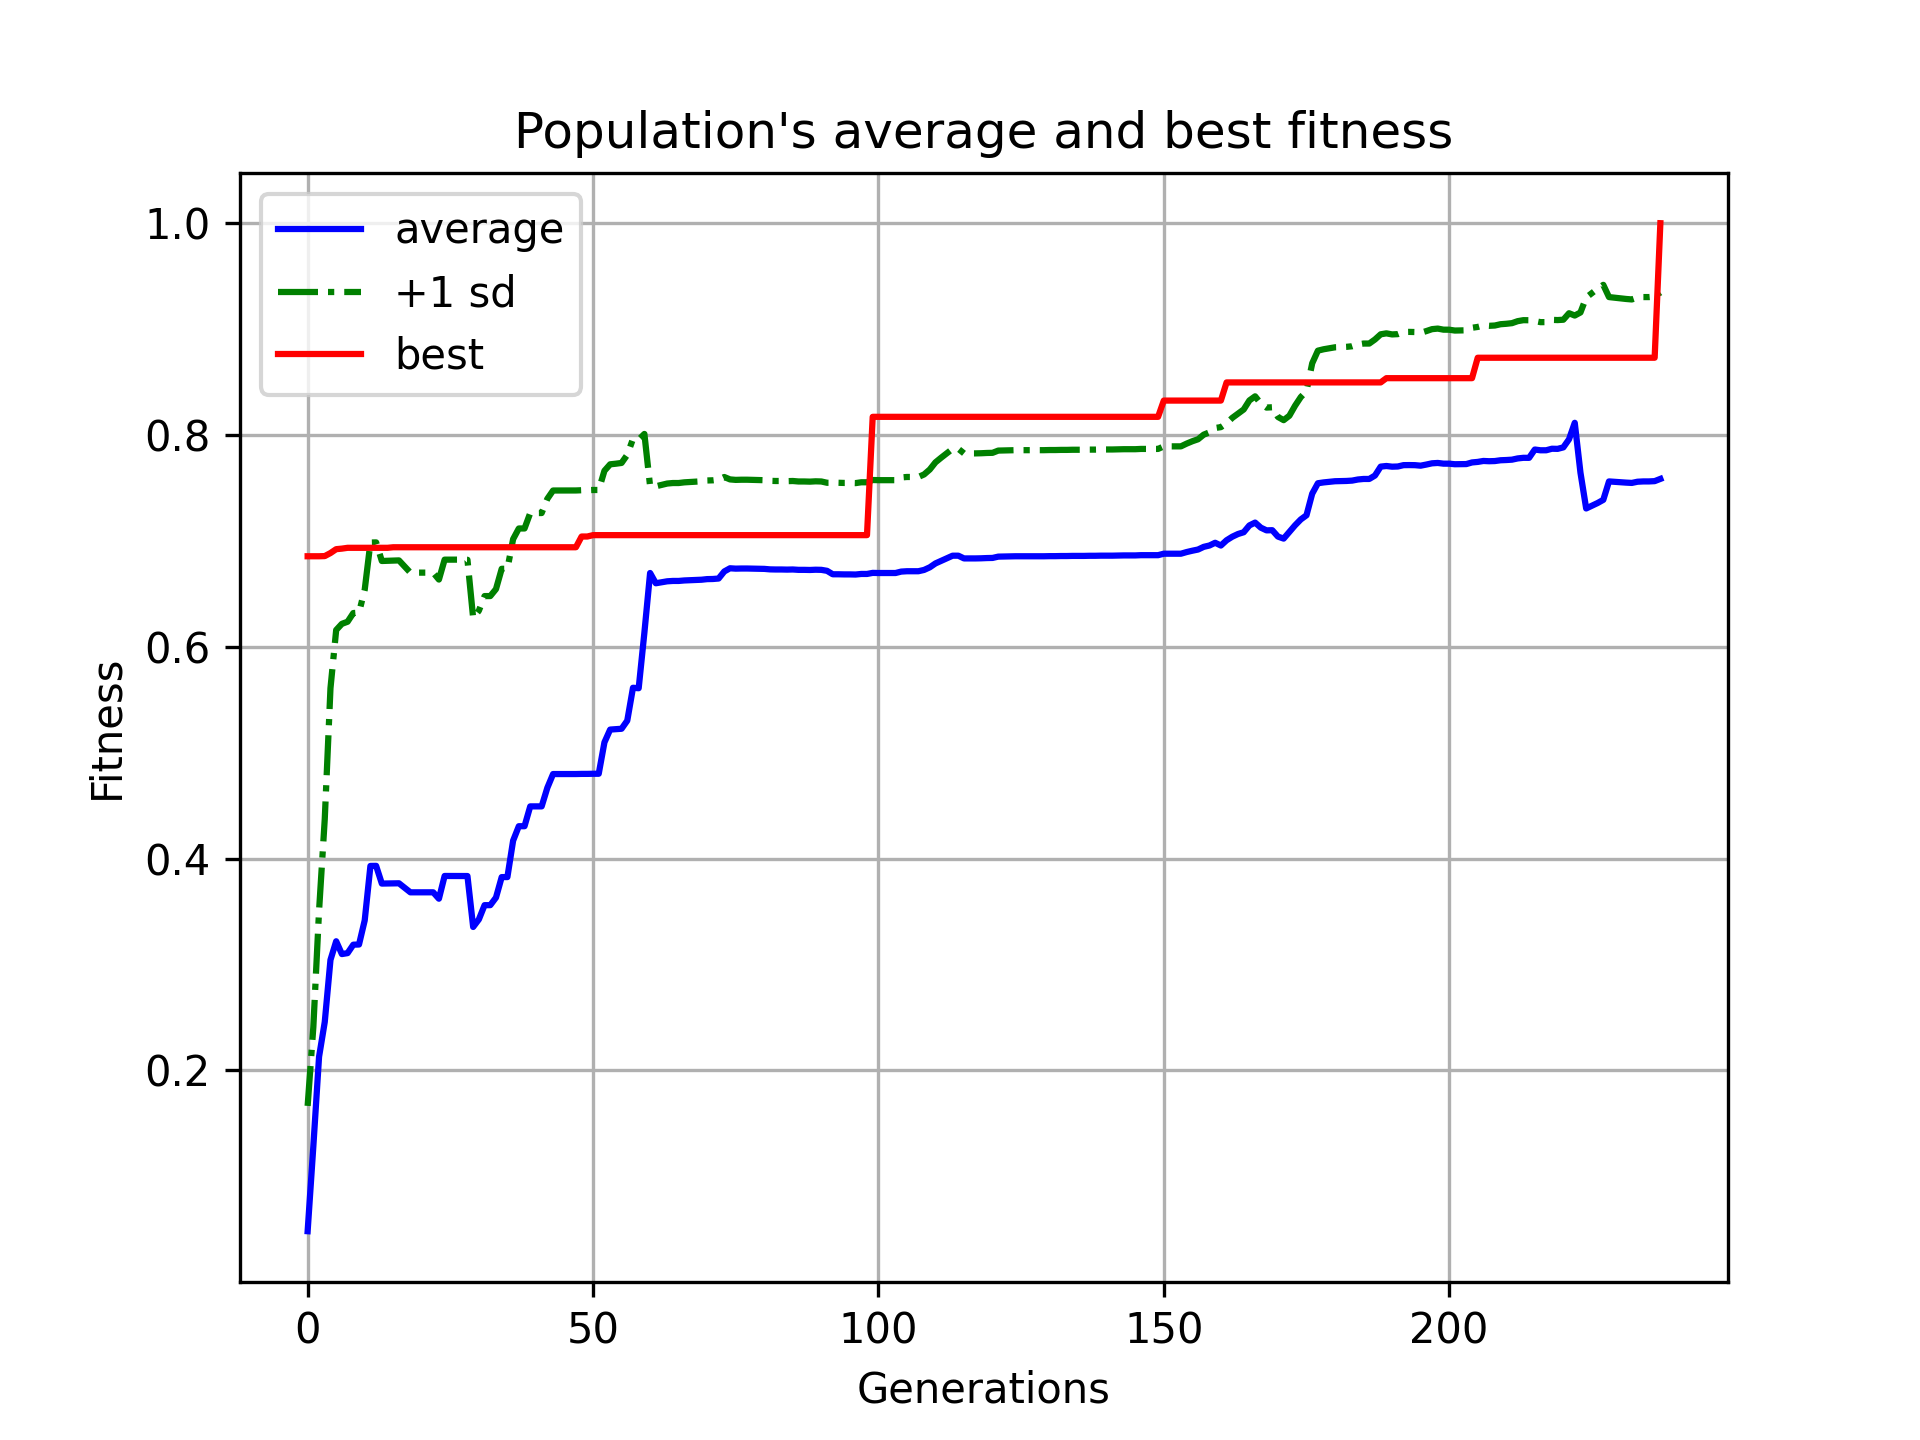 Population's average and best fitness
average
+1 sd
best
1.0
0.8
0.6
0.4
0.2
Fitness
0 50 100 150 200
Generations